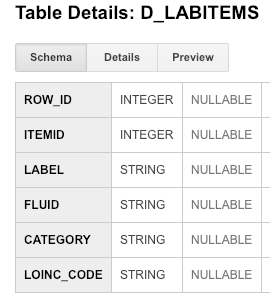 Table Details: D_LABITEMS
Schema Details Preview
ROW_ID INTEGER NULLABLE
ITEMID INTEGER NULLABLE
LABEL STRING NULLABLE
FLUID STRING NULLABLE
CATEGORY STRING NULLABLE
LOINC_CODE STRING NULLABLE